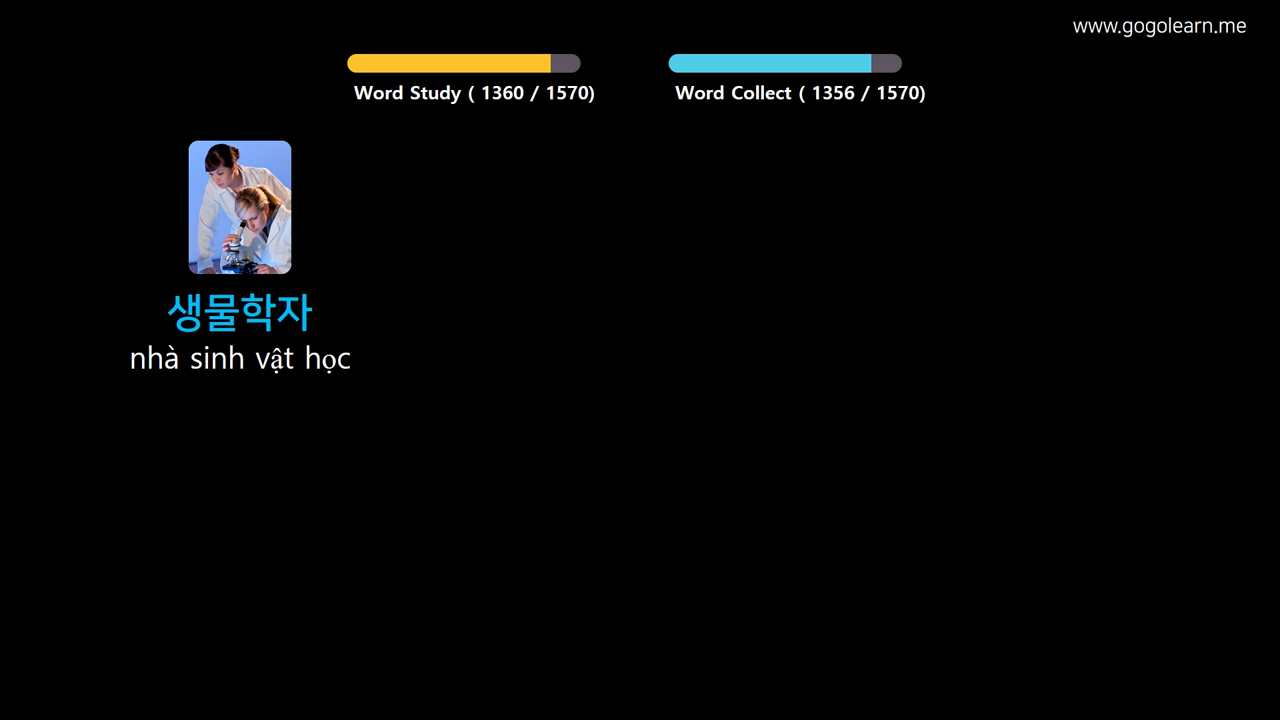 www.gogolearn.me
Word Study ( 1360 / 1570)
Word Collect ( 1356 / 1570)
생물학자
nhà sinh vật học